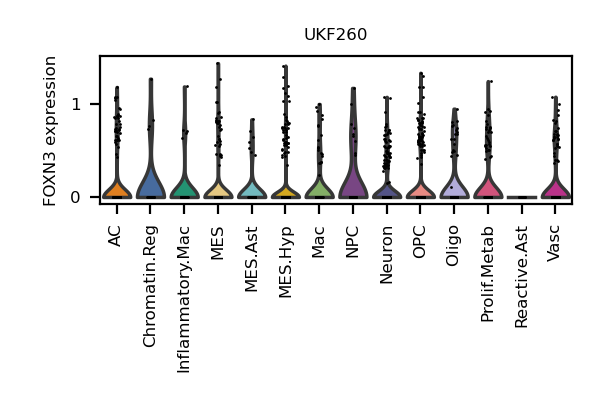 UKF260
FOXN3 expression
1
0
AC
Chromatin.Reg
Inflammatory.Mac
MES
MES.Ast
MES.Hyp
Mac
NPC
Neuron
OPC
Oligo
Prolif.Metab
Reactive.Ast
Vasc